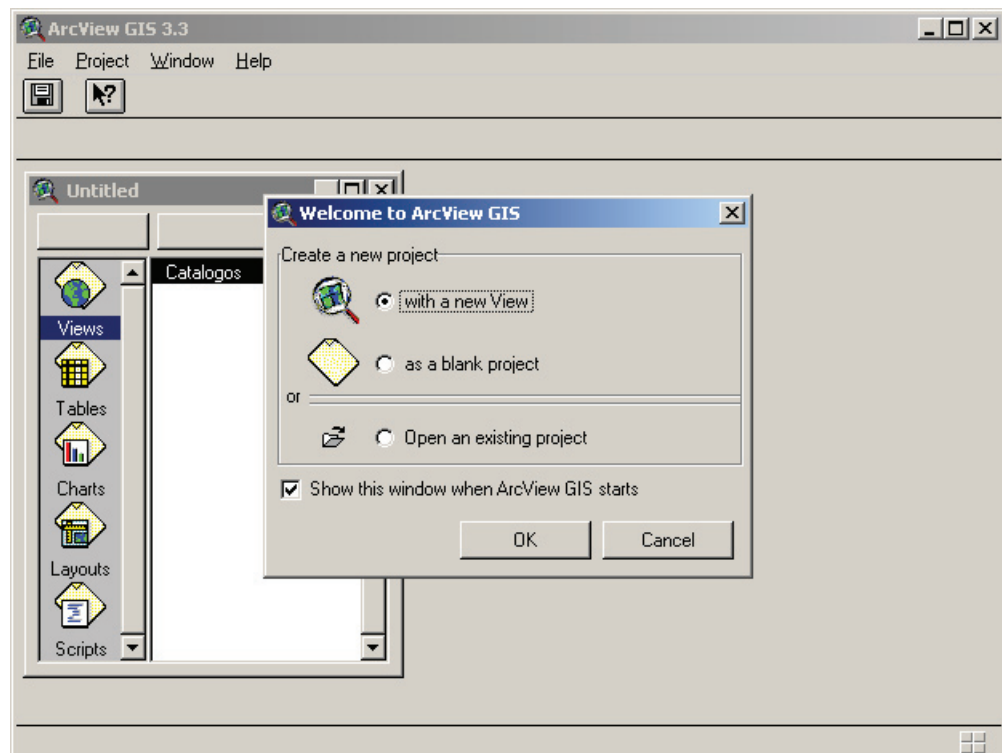 ArcView GIS 3.3
File Project Window Help
Untitled
Catalogos
Views
Tables
Charts
Layouts
Scripts
Welcome to ArcView GIS
Create a new project
with a new View
as a blank project
or
Open an existing project
Show this window when ArcView GIS starts
OK Cancel